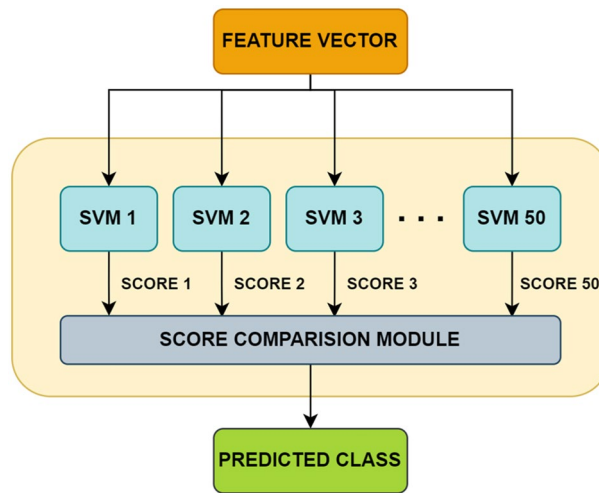 FEATURE VECTOR
SVM 1 SVM 2 SVM 3 . . . SVM 50
SCORE 1 SCORE 2 SCORE 3 SCORE 50
SCORE COMPARISION MODULE
PREDICTED CLASS